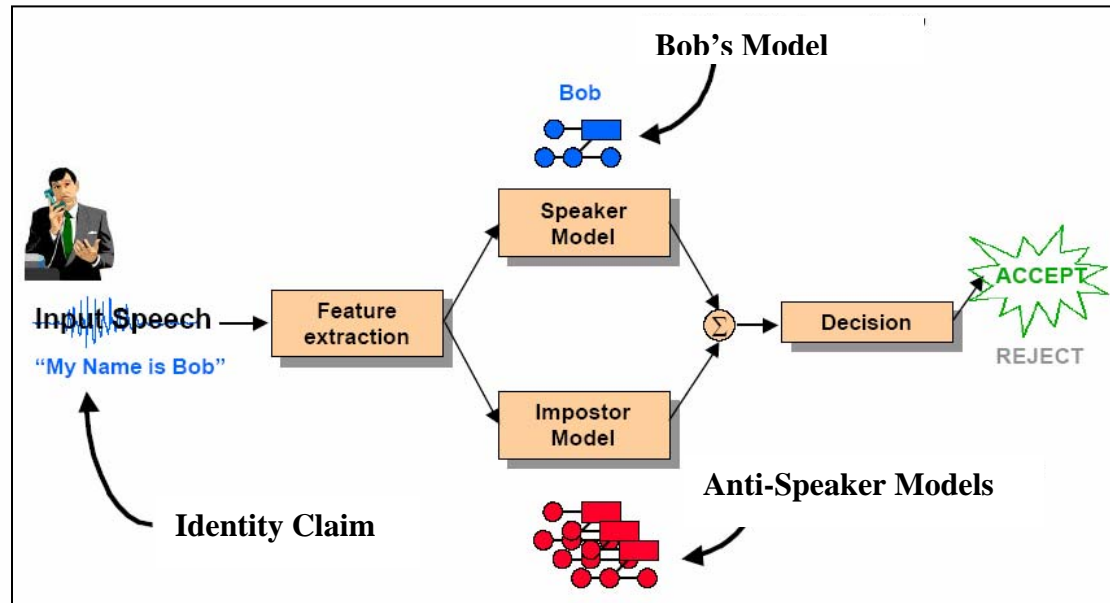 Bob’s Model
Bob
Speaker
Model
Input Speech
“My Name is Bob”
Feature
extraction
Σ
Decision
ACCEPT
REJECT
Impostor
Model
Anti-Speaker Models
Identity Claim